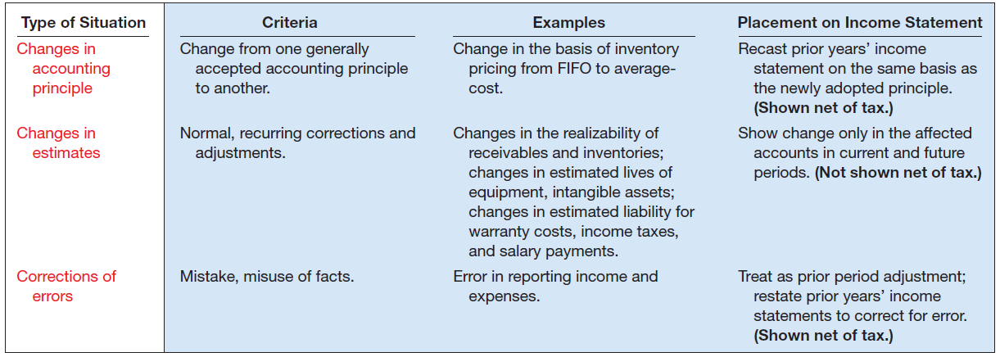 Type of Situation
Criteria
Examples
Placement on Income Statement
Changes in
accounting
principle
Change from one generally
accepted accounting principle
to another.
Change in the basis of inventory
pricing from FIFO to average-
cost.
Recast prior years’ income
statement on the same basis as
the newly adopted principle.
(Shown net of tax.)
Changes in
estimates
Normal, recurring corrections and
adjustments.
Changes in the realizability of
receivables and inventories;
changes in estimated lives of
equipment, intangible assets;
changes in estimated liability for
warranty costs, income taxes,
and salary payments.
Show change only in the affected
accounts in current and future
periods. (Not shown net of tax.)
Corrections of
errors
Mistake, misuse of facts.
Error in reporting income and
expenses.
Treat as prior period adjustment;
restate prior years’ income
statements to correct for error.
(Shown net of tax.)